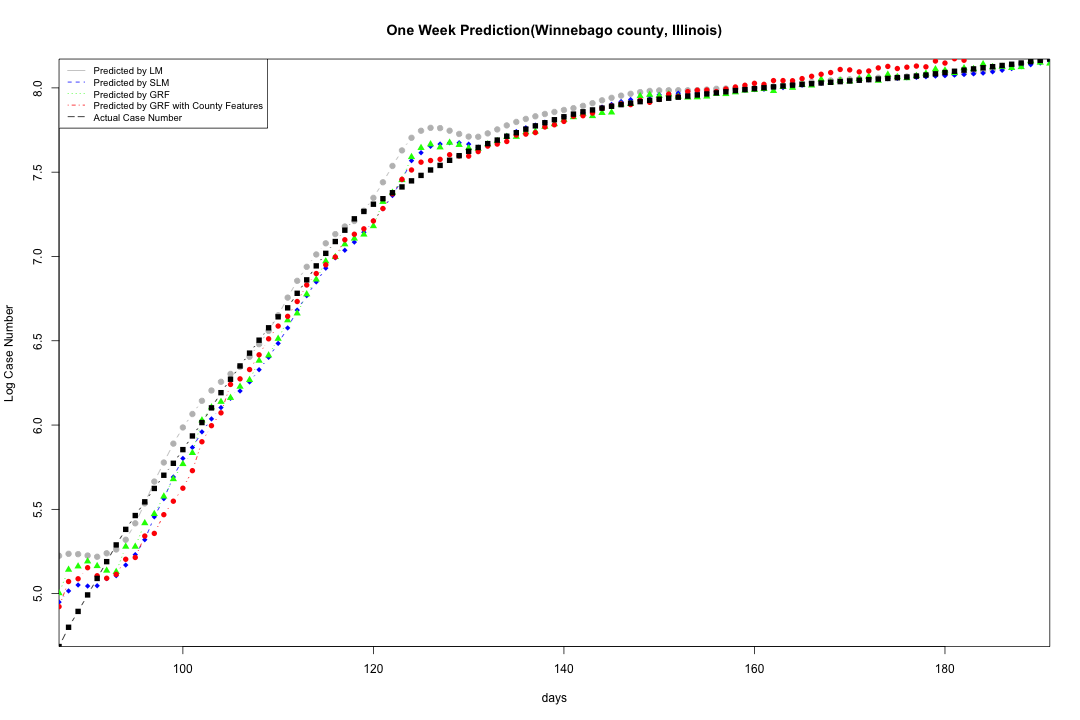 One Week Prediction(Winnebago county, Illinois)
Predicted by LM
Predicted by SLM
Predicted by GRF
Predicted by GRF with County Features
Actual Case Number
8.0
7.5
7.0
6.5
6.0
5.5
5.0
Log Case Number
100 120 140 160 180
days